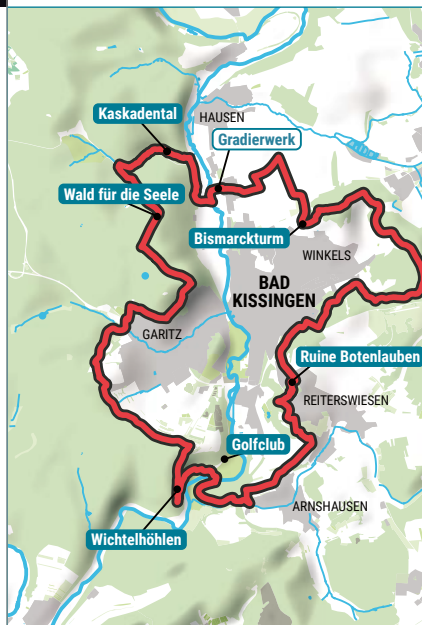 Kaskadental
HAUSEN
Gradierwerk
Wald für die Seele
Bismarckturm
WINKELS
BAD
KISSINGEN
GARITZ
Ruine Botenlauben
REITERSWIESEN
Golfclub
ARNSHAUSEN
Wichtelhöhlen